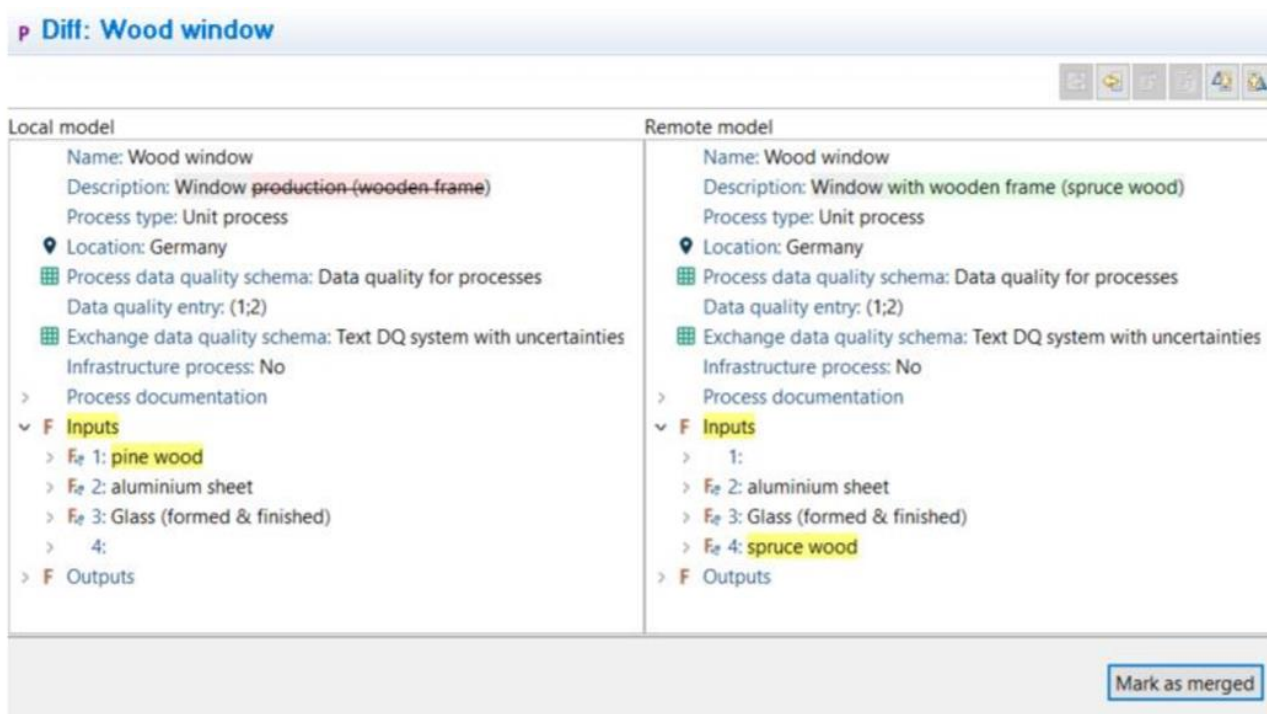 P Diff: Wood window
Local model
Name: Wood window
Description: Window production (wooden frame)
Process type: Unit process
Location: Germany
Process data quality schema: Data quality for processes
Data quality entry: (1;2)
Exchange data quality schema: Text DQ system with uncertainties
Infrastructure process: No
Process documentation
F Inputs
Fe 1: pine wood
Fe 2: aluminium sheet
Fe 3: Glass (formed & finished)
4:
F Outputs
Remote model
Name: Wood window
Description: Window with wooden frame (spruce wood)
Process type: Unit process
Location: Germany
Process data quality schema: Data quality for processes
Data quality entry: (1;2)
Exchange data quality schema: Text DQ system with uncertainties
Infrastructure process: No
Process documentation
F Inputs
1:
Fe 2: aluminium sheet
Fe 3: Glass (formed & finished)
Fe 4: spruce wood
F Outputs
Mark as merged